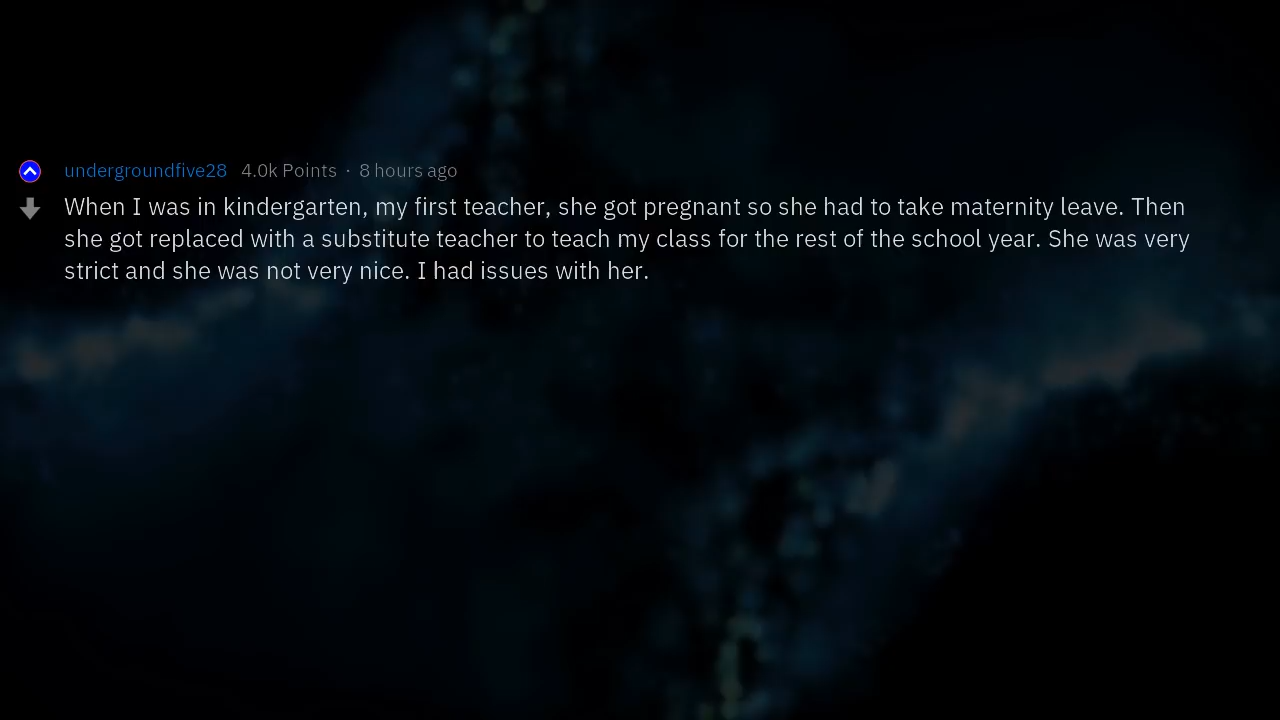 undergroundfive28 4.0k Points · 8 hours ago
When I was in kindergarten, my first teacher, she got pregnant so she had to take maternity leave. Then
she got replaced with a substitute teacher to teach my class for the rest of the school year. She was very
strict and she was not very nice. I had issues with her.